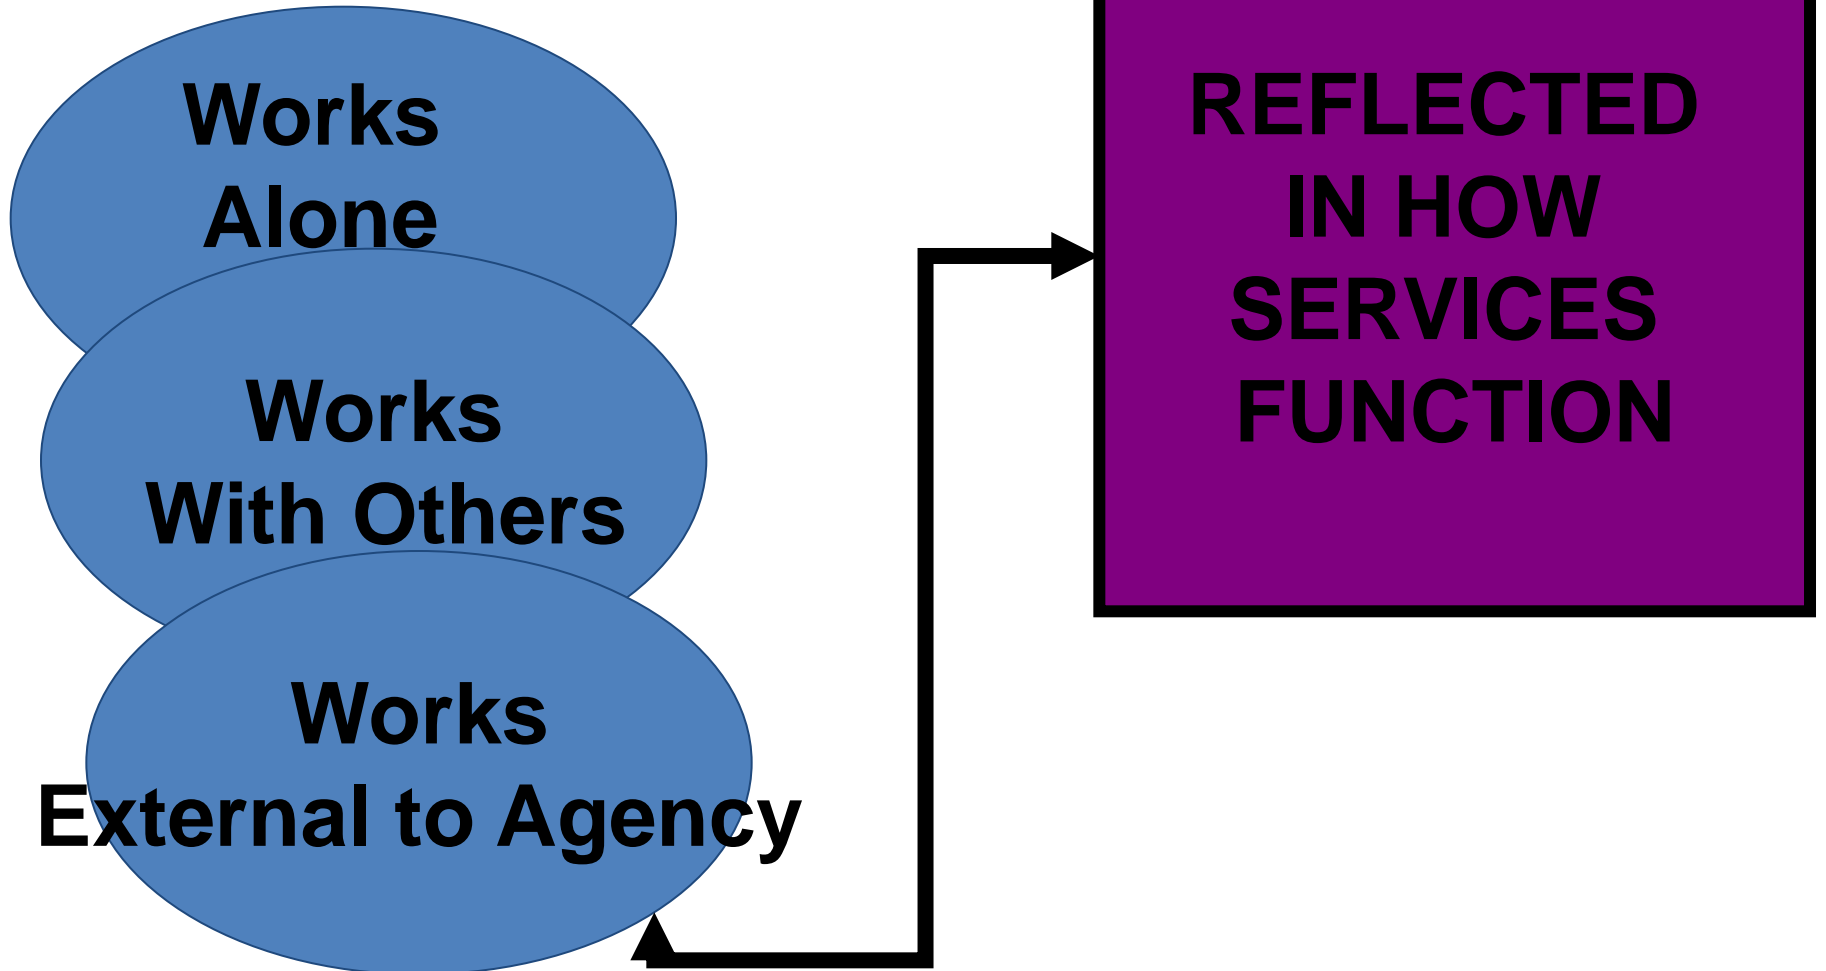 Works
Alone
Works
With Others
Works
External to Agency
REFLECTED
IN HOW
SERVICES
FUNCTION